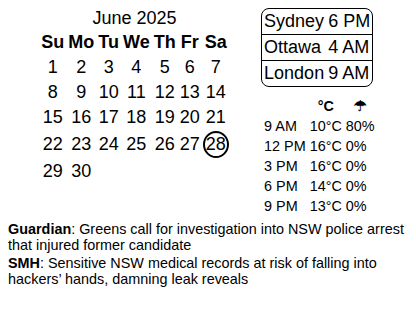 June 2025
Su Mo Tu We Th Fr Sa
1 2 3 4 5 6 7
8 9 10 11 12 13 14
15 16 17 18 19 20 21
22 23 24 25 26 27 28
29 30
Sydney 6 PM
Ottawa 4 AM
London 9 AM
°C ☂
9 AM 10°C 80%
12 PM 16°C 0%
3 PM 16°C 0%
6 PM 14°C 0%
9 PM 13°C 0%
Guardian: Greens call for investigation into NSW police arrest
that injured former candidate
SMH: Sensitive NSW medical records at risk of falling into
hackers’ hands, damning leak reveals